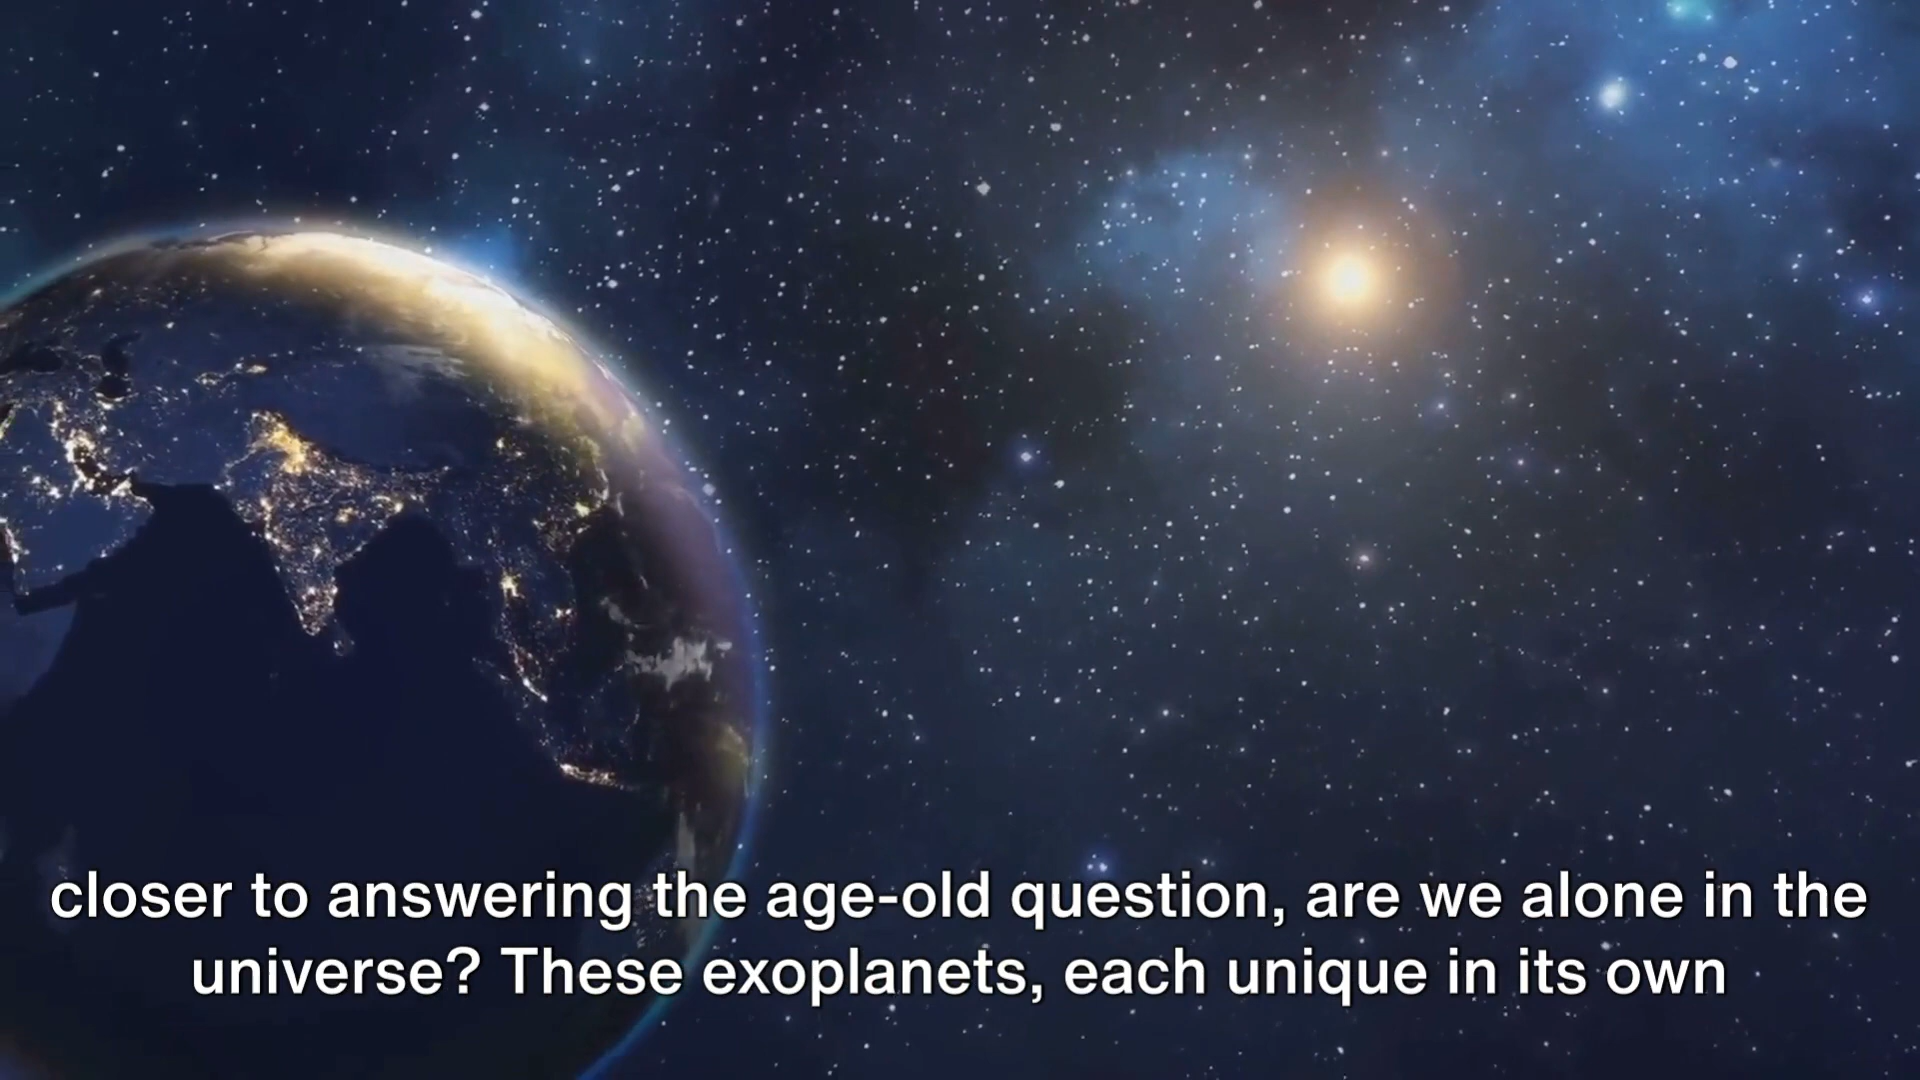 closer to answering the age-old question, are we alone in the
universe? These exoplanets, each unique in its own